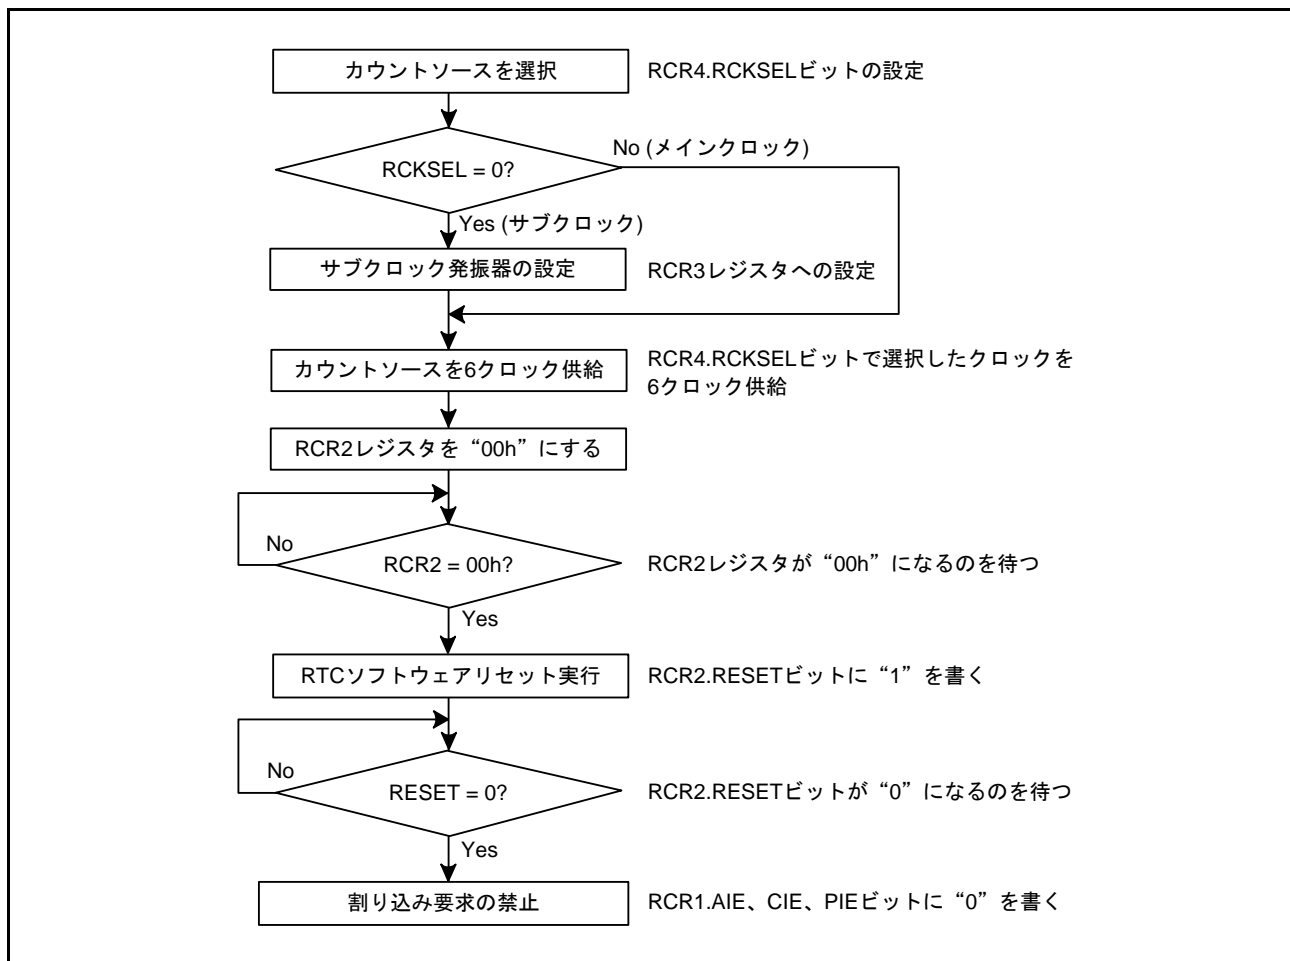 カウントソースを選択
RCR4.RCKSELビットの設定
RCKSEL = 0?
No (メインクロック)
Yes (サブクロック)
サブクロック発振器の設定
RCR3レジスタへの設定
カウントソースを6クロック供給
RCR4.RCKSELビットで選択したクロックを
6クロック供給
RCR2レジスタを“00h”にする
No
RCR2 = 00h?
RCR2レジスタが“00h”になるのを待つ
Yes
RTCソフトウェアリセット実行
RCR2.RESETビットに“1”を書く
No
RESET = 0?
RCR2.RESETビットが“0”になるのを待つ
Yes
割り込み要求の禁止
RCR1.AIE、CIE、PIEビットに“0”を書く